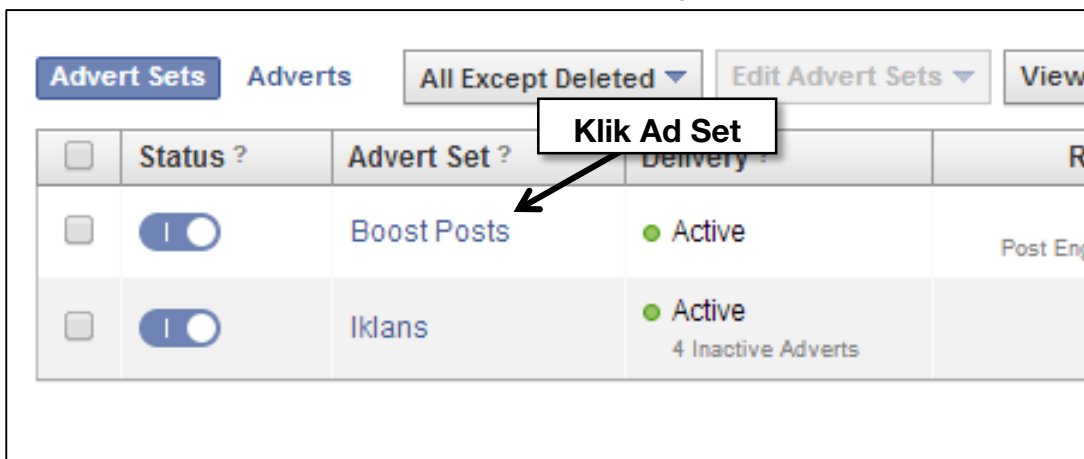 Advert Sets Adverts All Except Deleted Edit Advert Sets View
Klik Ad Set
Status ? Advert Set ? Delivery ? R
Boost Posts Active
Post Eng
Iklans Active
4 Inactive Adverts